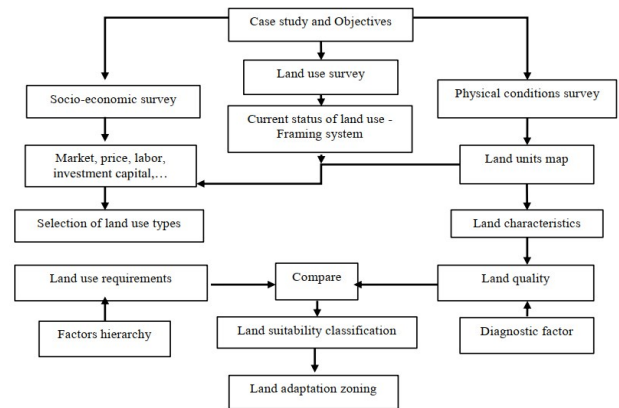 Case study and Objectives
Land use survey
Socio-economic survey
Physical conditions survey
Current status of land use -
Framing system
Market, price, labor,
investment capital,…
Land units map
Selection of land use types
Land characteristics
Land use requirements
Compare
Land quality
Factors hierarchy
Land suitability classification
Diagnostic factor
Land adaptation zoning